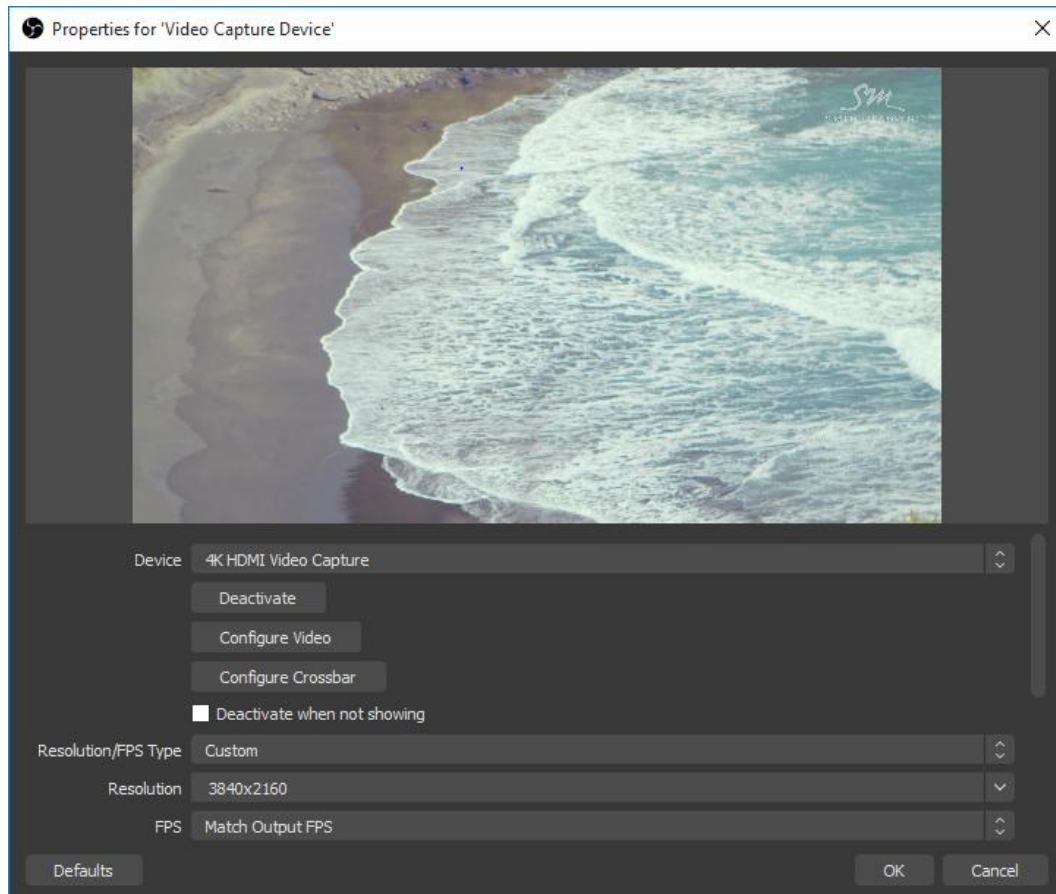 Properties for 'Video Capture Device'
SM
Device 4K HDMI Video Capture
Deactivate
Configure Video
Configure Crossbar
Deactivate when not showing
Resolution/FPS Type Custom
Resolution 3840x2160
FPS Match Output FPS
Defaults OK Cancel